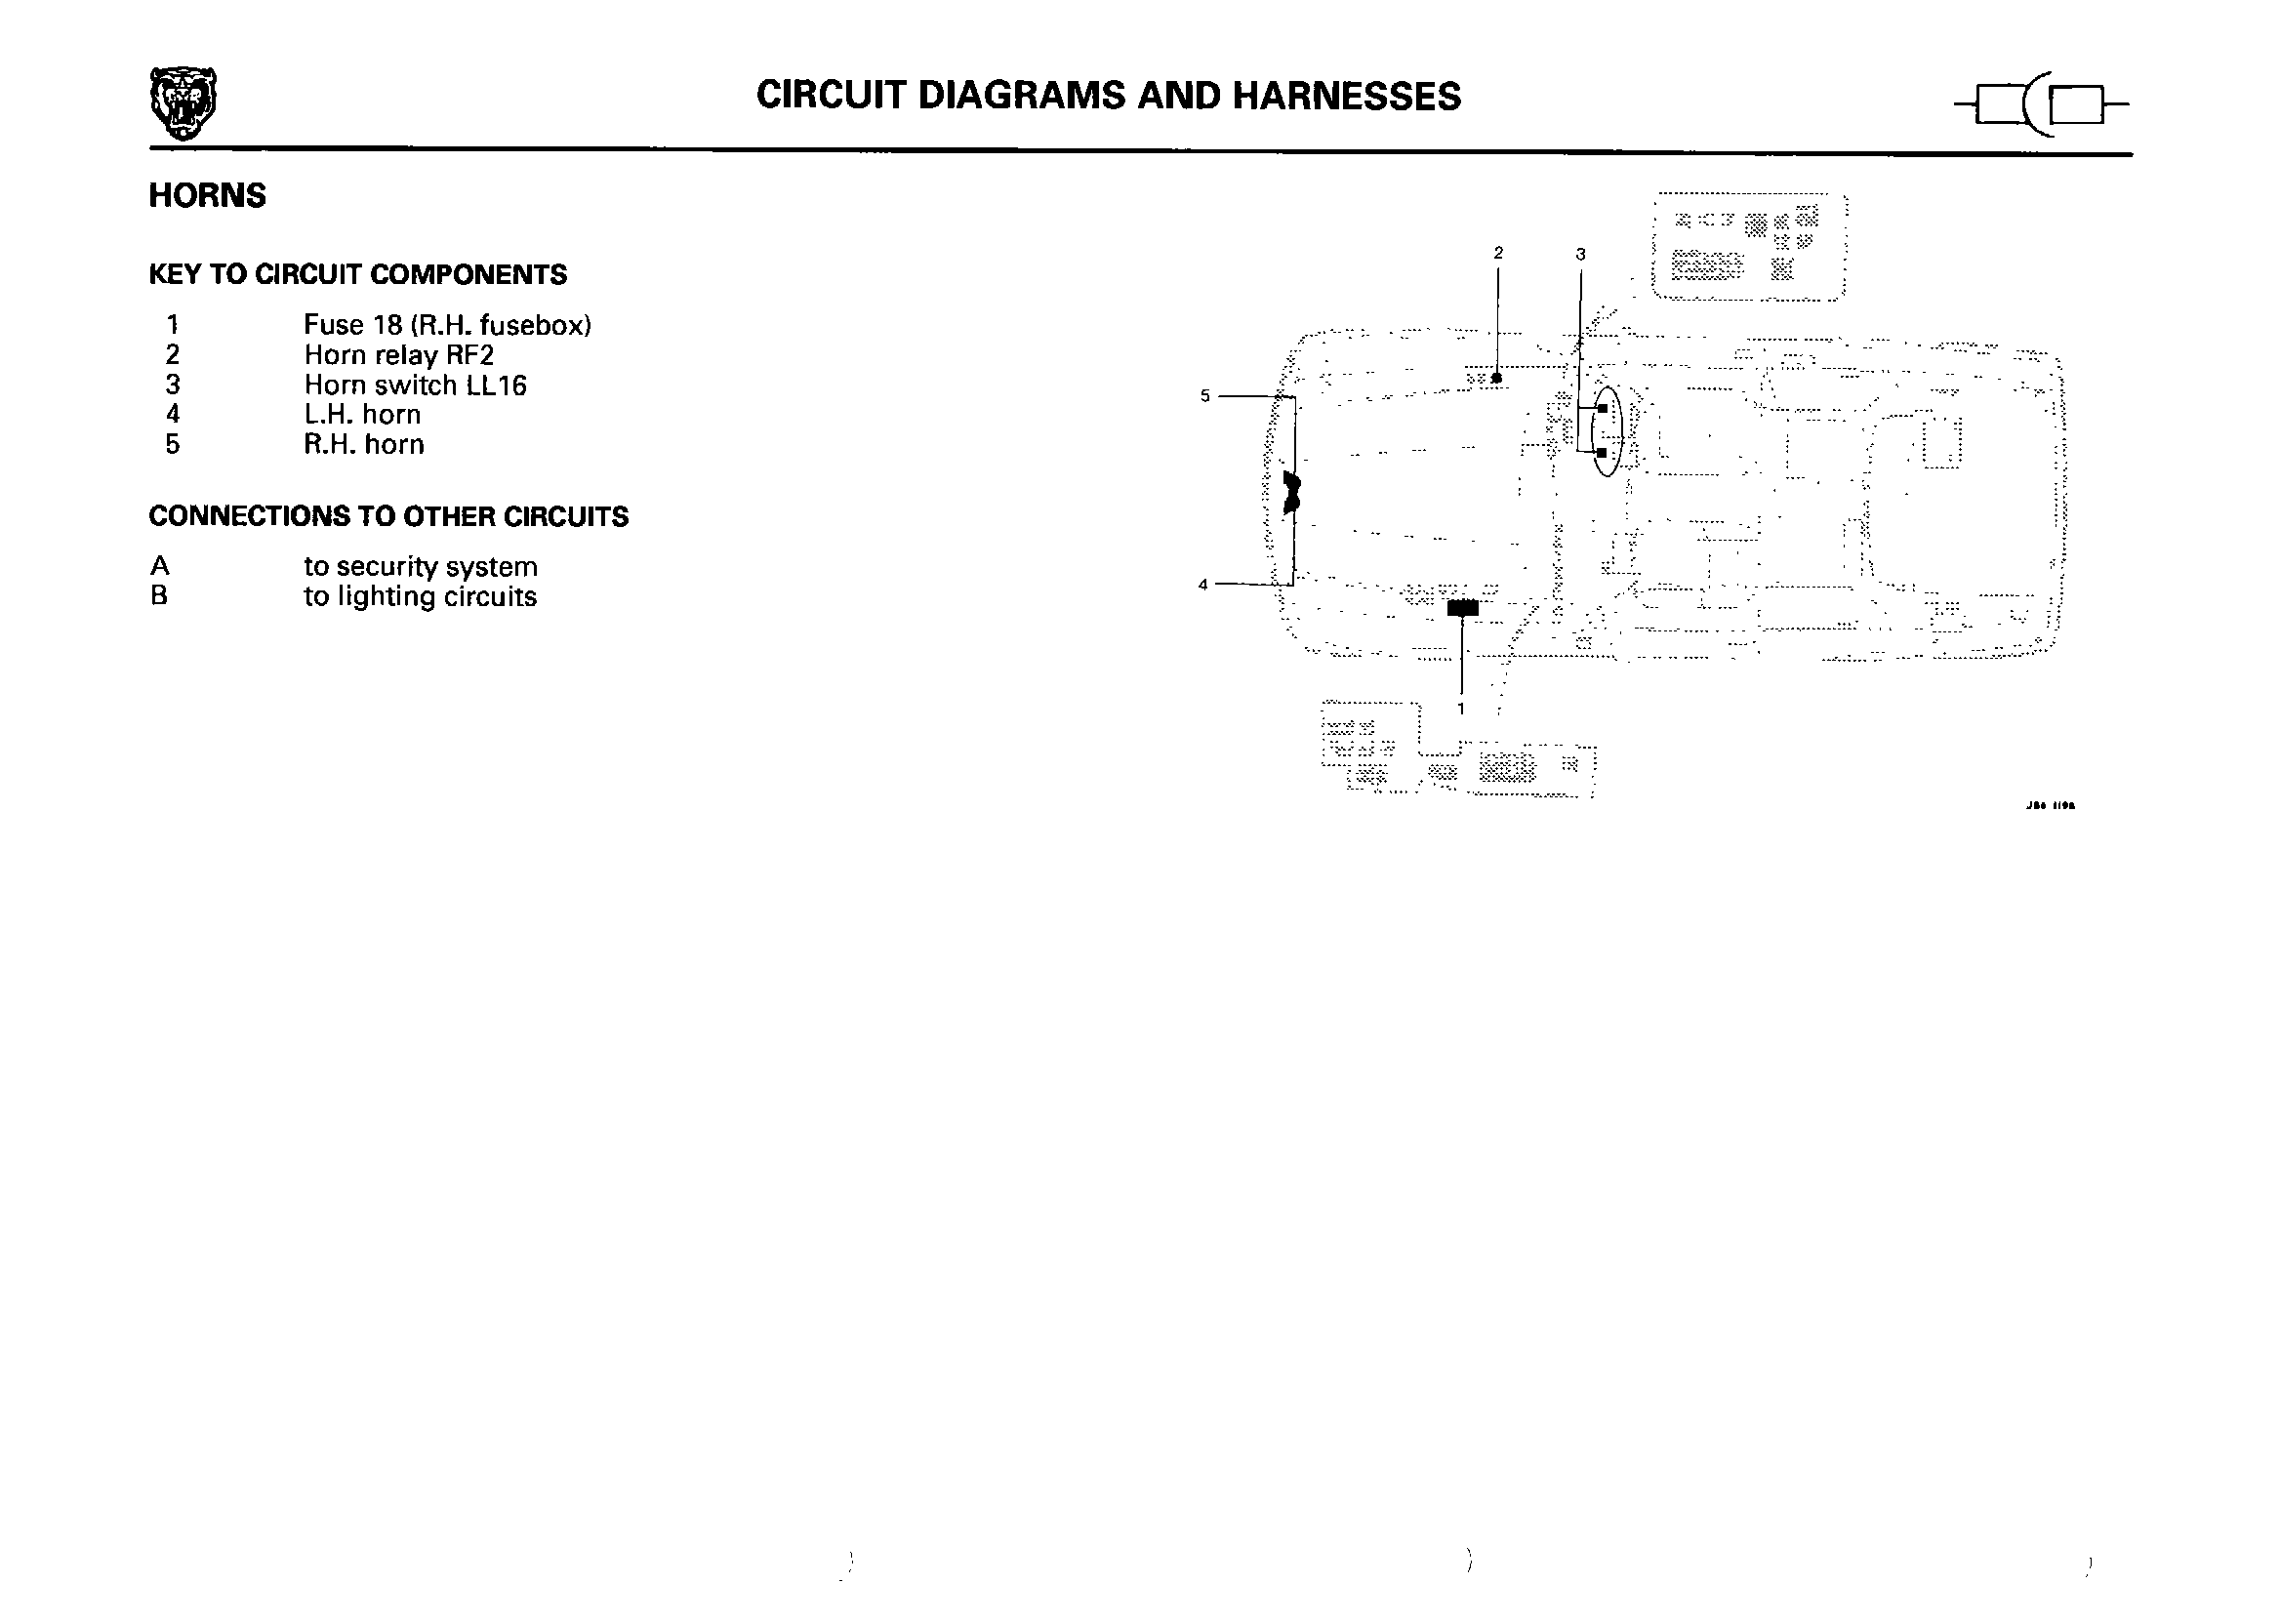 CIRCUIT DIAGRAMS AND HARNESSES
HORNS
KEY TO CIRCUIT COMPONENTS
1 Fuse 18 (R.H. fusebox)
2 Horn relay RF2
3 Horn switch LL16
4 L.H. horn
5 R.H. horn
CONNECTIONS TO OTHER CIRCUITS
A to security system
B to lighting circuits
2 3
5
4
1